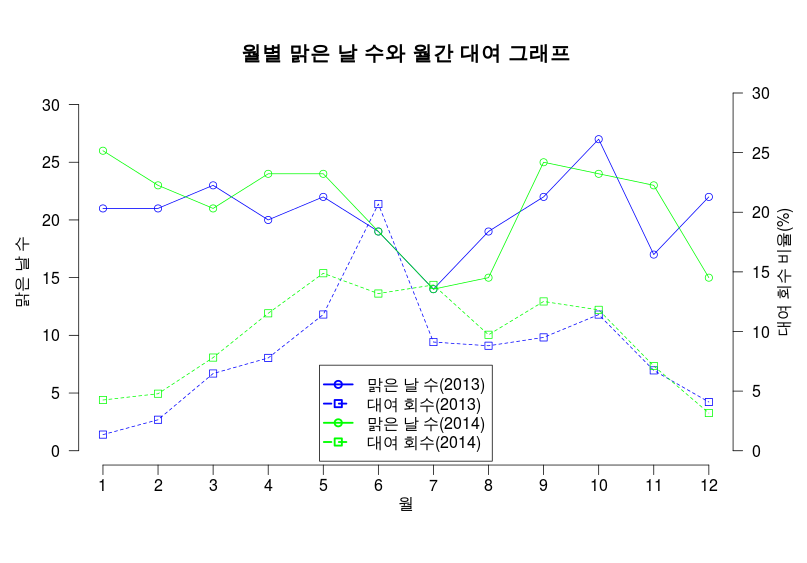 월별 맑은 날 수와 월간 대여 그래프
맑은 날 수
30
25
20
15
10
5
0
30
25
20
15
10
5
0
대여 회수 비율(%)
맑은 날 수(2013)
대여 회수(2013)
맑은 날 수(2014)
대여 회수(2014)
1 2 3 4 5 6 7 8 9 10 11 12
월